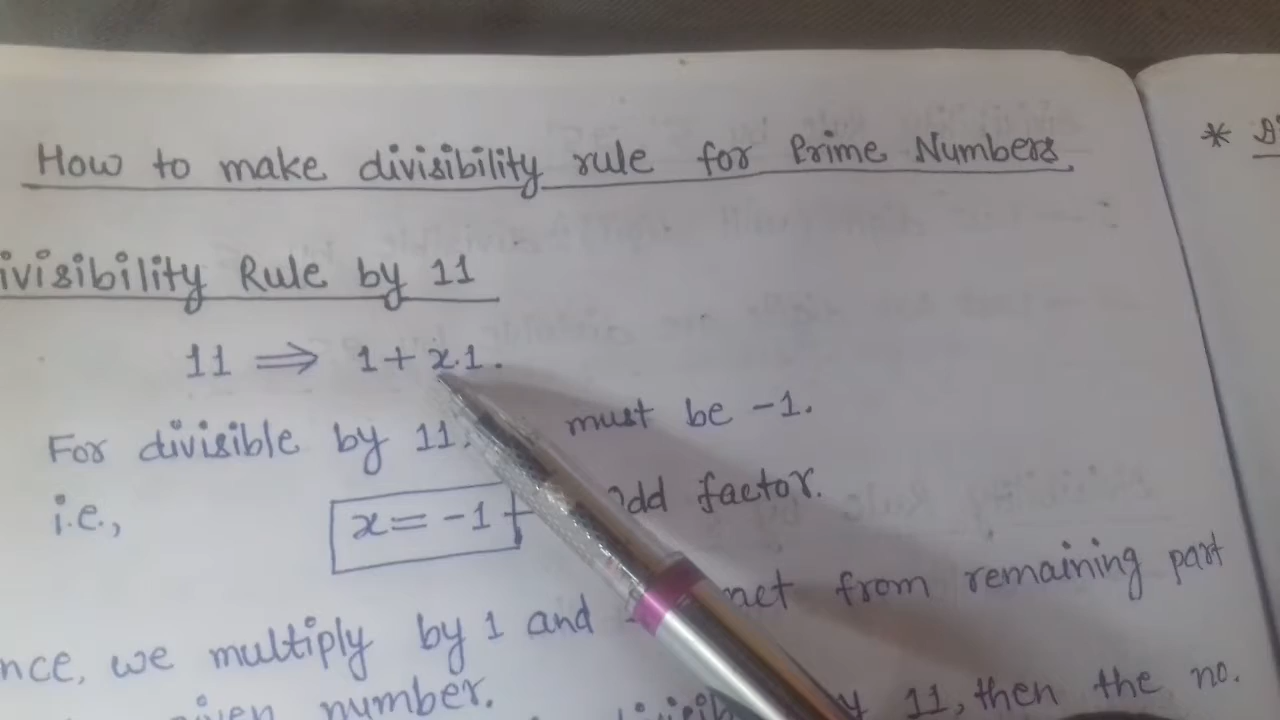 How to make divisibility rule for Prime Numbers
ivisibility Rule by 11
11 ⟹ 1+x.1.
For divisible by 11, must be -1.
i.e., x=-1 odd factor.
nce, we multiply by 1 and from remaining part
number. by 11, then the no.
*